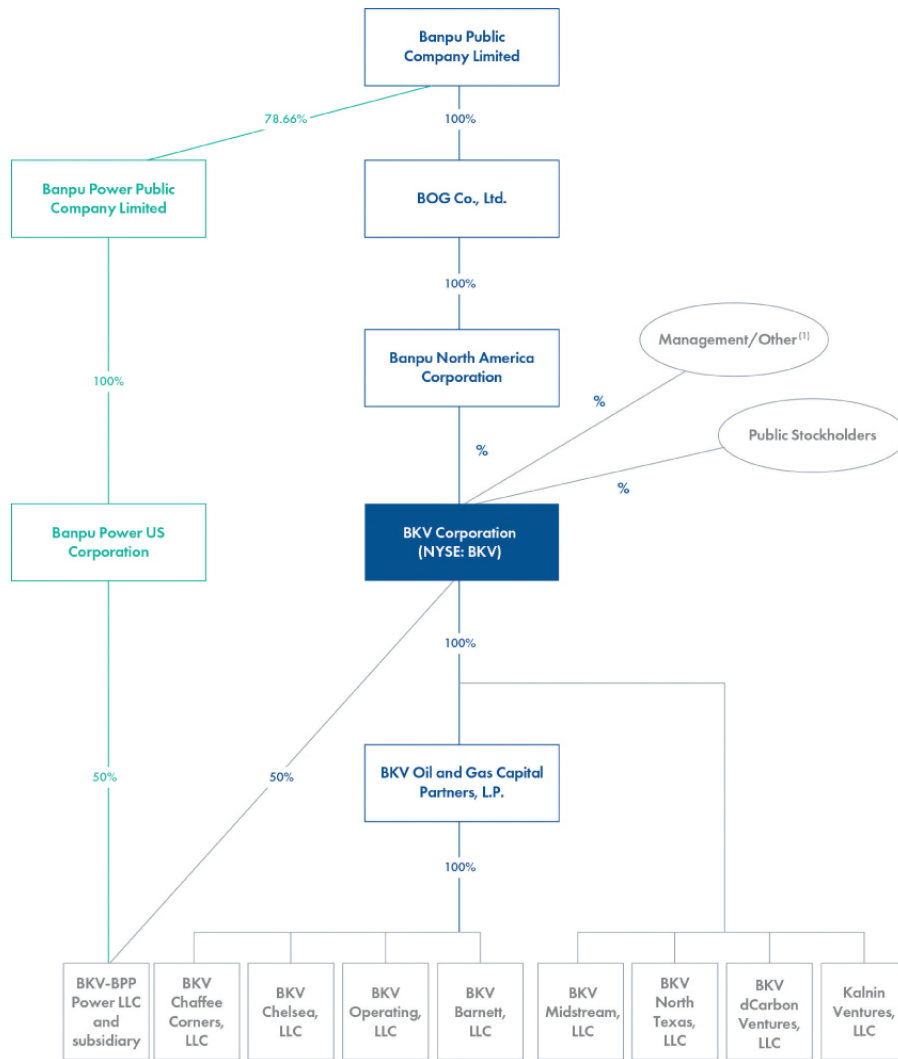 Banpu Public
Company Limited
78.66%
100%
Banpu Power Public
Company Limited
BOG Co., Ltd.
100%
Management/Other (1)
Banpu North America
Corporation
100%
%
Public Stockholders
%
%
Banpu Power US
Corporation
BKV Corporation
(NYSE: BKV)
100%
BKV Oil and Gas Capital
Partners, L.P.
50%
50%
100%
BKV-BPP
Power LLC
and
subsidiary
BKV
Chaffee
Corners,
LLC
BKV
Chelsea,
LLC
BKV
Operating,
LLC
BKV
Barnett,
LLC
BKV
Midstream,
LLC
BKV
North
Texas,
LLC
BKV
dCarbon
Ventures,
LLC
Kalnin
Ventures,
LLC